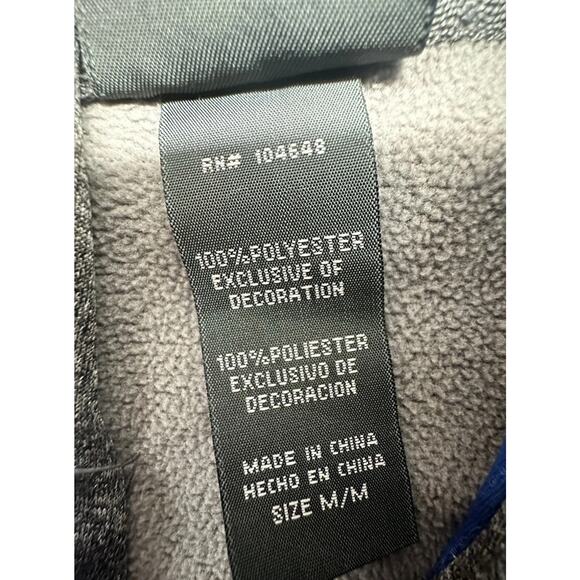 RN# 104648
100%POLYESTER
EXCLUSIVE OF
DECORATION
100%POLIESTER
EXCLUSIVO DE
DECORACION
MADE IN CHINA
HECHO EN CHINA
SIZE M/M